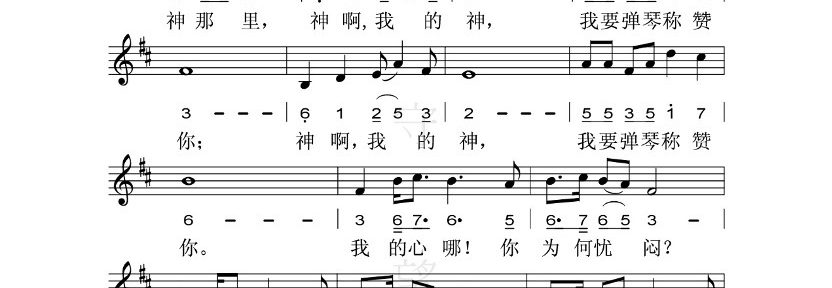 神那里，神啊，我的神，我要弹琴称赞
3 - - - | 6 1 2 5 3 2 - - - | 5 5 3 5 1 7
你；神啊，我的神，我要弹琴称赞
6 - - - | 3 6 7· 6· 5 | 6· 7 6 5 3 -
你。我的心哪！你为何忧闷？